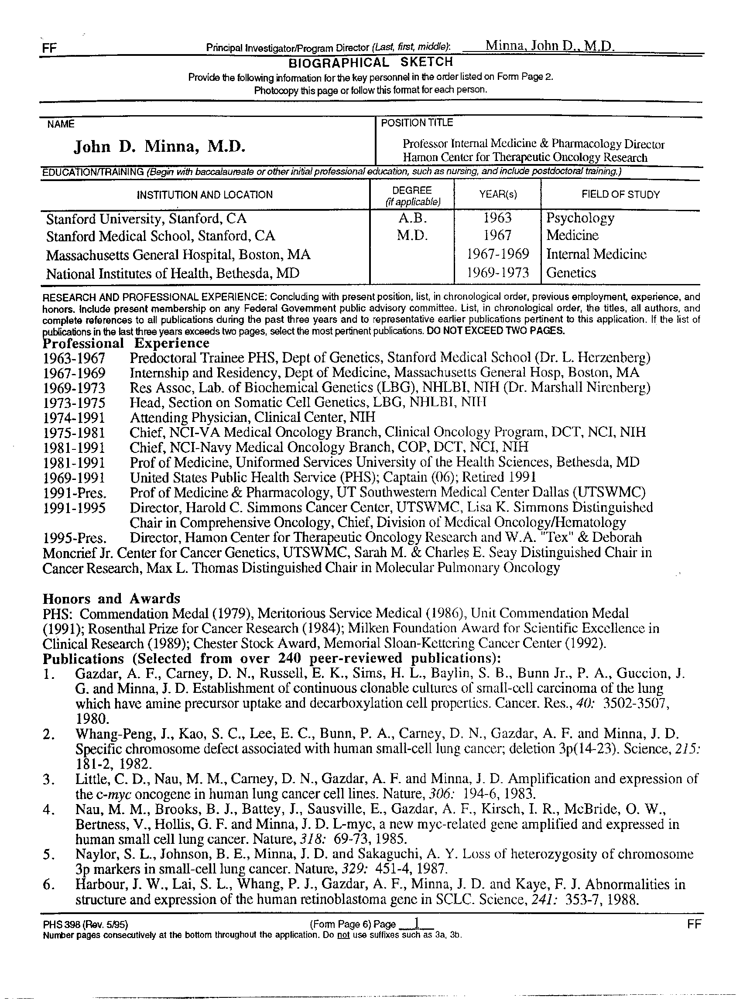 FF Principal Investigator/Program Director (Last, first, middle): Minna, John D., M.D.
BIOGRAPHICAL SKETCH
Provide the following information for the key personnel in the order listed on Form Page 2.
Photocopy this page or follow this format for each person.
NAME POSITION TITLE
John D. Minna, M.D. Professor Internal Medicine & Pharmacology Director
Hamon Center for Therapeutic Oncology Research
EDUCATION/TRAINING (Begin with baccalaureate or other initial professional education, such as nursing, and include postdoctoral training.)
INSTITUTION AND LOCATION DEGREE (if applicable) YEAR(s) FIELD OF STUDY
Stanford University, Stanford, CA A.B. 1963 Psychology
Stanford Medical School, Stanford, CA M.D. 1967 Medicine
Massachusetts General Hospital, Boston, MA 1967-1969 Internal Medicine
National Institutes of Health, Bethesda, MD 1969-1973 Genetics
RESEARCH AND PROFESSIONAL EXPERIENCE: Concluding with present position, list, in chronological order, previous employment, experience, and
honors. Include present membership on any Federal Government public advisory committee. List, in chronological order, the titles, all authors, and
complete references to all publications during the past three years and to representative earlier publications pertinent to this application. If the list of
publications in the last three years exceeds two pages, select the most pertinent publications. DO NOT EXCEED TWO PAGES.
Professional Experience
1963-1967 Predoctoral Trainee PHS, Dept of Genetics, Stanford Medical School (Dr. L. Herzenberg)
1967-1969 Internship and Residency, Dept of Medicine, Massachusetts General Hosp, Boston, MA
1969-1973 Res Assoc, Lab. of Biochemical Genetics (LBG), NHLBI, NIH (Dr. Marshall Nirenberg)
1973-1975 Head, Section on Somatic Cell Genetics, LBG, NHLBI, NIH
1974-1991 Attending Physician, Clinical Center, NIH
1975-1981 Chief, NCI-VA Medical Oncology Branch, Clinical Oncology Program, DCT, NCI, NIH
1981-1991 Chief, NCI-Navy Medical Oncology Branch, COP, DCT, NCI, NIH
1981-1991 Prof of Medicine, Uniformed Services University of the Health Sciences, Bethesda, MD
1969-1991 United States Public Health Service (PHS); Captain (06); Retired 1991
1991-Pres. Prof of Medicine & Pharmacology, UT Southwestern Medical Center Dallas (UTSWMC)
1991-1995 Director, Harold C. Simmons Cancer Center, UTSWMC, Lisa K. Simmons Distinguished
Chair in Comprehensive Oncology, Chief, Division of Medical Oncology/Hematology
1995-Pres. Director, Hamon Center for Therapeutic Oncology Research and W.A. "Tex" & Deborah
Moncrief Jr. Center for Cancer Genetics, UTSWMC, Sarah M. & Charles E. Seay Distinguished Chair in
Cancer Research, Max L. Thomas Distinguished Chair in Molecular Pulmonary Oncology
Honors and Awards
PHS: Commendation Medal (1979), Meritorious Service Medical (1986), Unit Commendation Medal
(1991); Rosenthal Prize for Cancer Research (1984); Milken Foundation Award for Scientific Excellence in
Clinical Research (1989); Chester Stock Award, Memorial Sloan-Kettering Cancer Center (1992).
Publications (Selected from over 240 peer-reviewed publications):
1. Gazdar, A. F., Carney, D. N., Russell, E. K., Sims, H. L., Baylin, S. B., Bunn Jr., P. A., Guccion, J.
G. and Minna, J. D. Establishment of continuous clonable cultures of small-cell carcinoma of the lung
which have amine precursor uptake and decarboxylation cell properties. Cancer. Res., 40: 3502-3507,
1980.
2. Whang-Peng, J., Kao, S. C., Lee, E. C., Bunn, P. A., Carney, D. N., Gazdar, A. F. and Minna, J. D.
Specific chromosome defect associated with human small-cell lung cancer; deletion 3p(14-23). Science, 215:
181-2, 1982.
3. Little, C. D., Nau, M. M., Carney, D. N., Gazdar, A. F. and Minna, J. D. Amplification and expression of
the c-myc oncogene in human lung cancer cell lines. Nature, 306: 194-6, 1983.
4. Nau, M. M., Brooks, B. J., Battey, J., Sausville, E., Gazdar, A. F., Kirsch, I. R., McBride, O. W.,
Bertness, V., Hollis, G. F. and Minna, J. D. L-myc, a new myc-related gene amplified and expressed in
human small cell lung cancer. Nature, 318: 69-73, 1985.
5. Naylor, S. L., Johnson, B. E., Minna, J. D. and Sakaguchi, A. Y. Loss of heterozygosity of chromosome
3p markers in small-cell lung cancer. Nature, 329: 451-4, 1987.
6. Harbour, J. W., Lai, S. L., Whang, P. J., Gazdar, A. F., Minna, J. D. and Kaye, F. J. Abnormalities in
structure and expression of the human retinoblastoma gene in SCLC. Science, 241: 353-7, 1988.
PHS 398 (Rev. 5/95) (Form Page 6) Page 1 FF
Number pages consecutively at the bottom throughout the application. Do not use suffixes such as 3a, 3b.